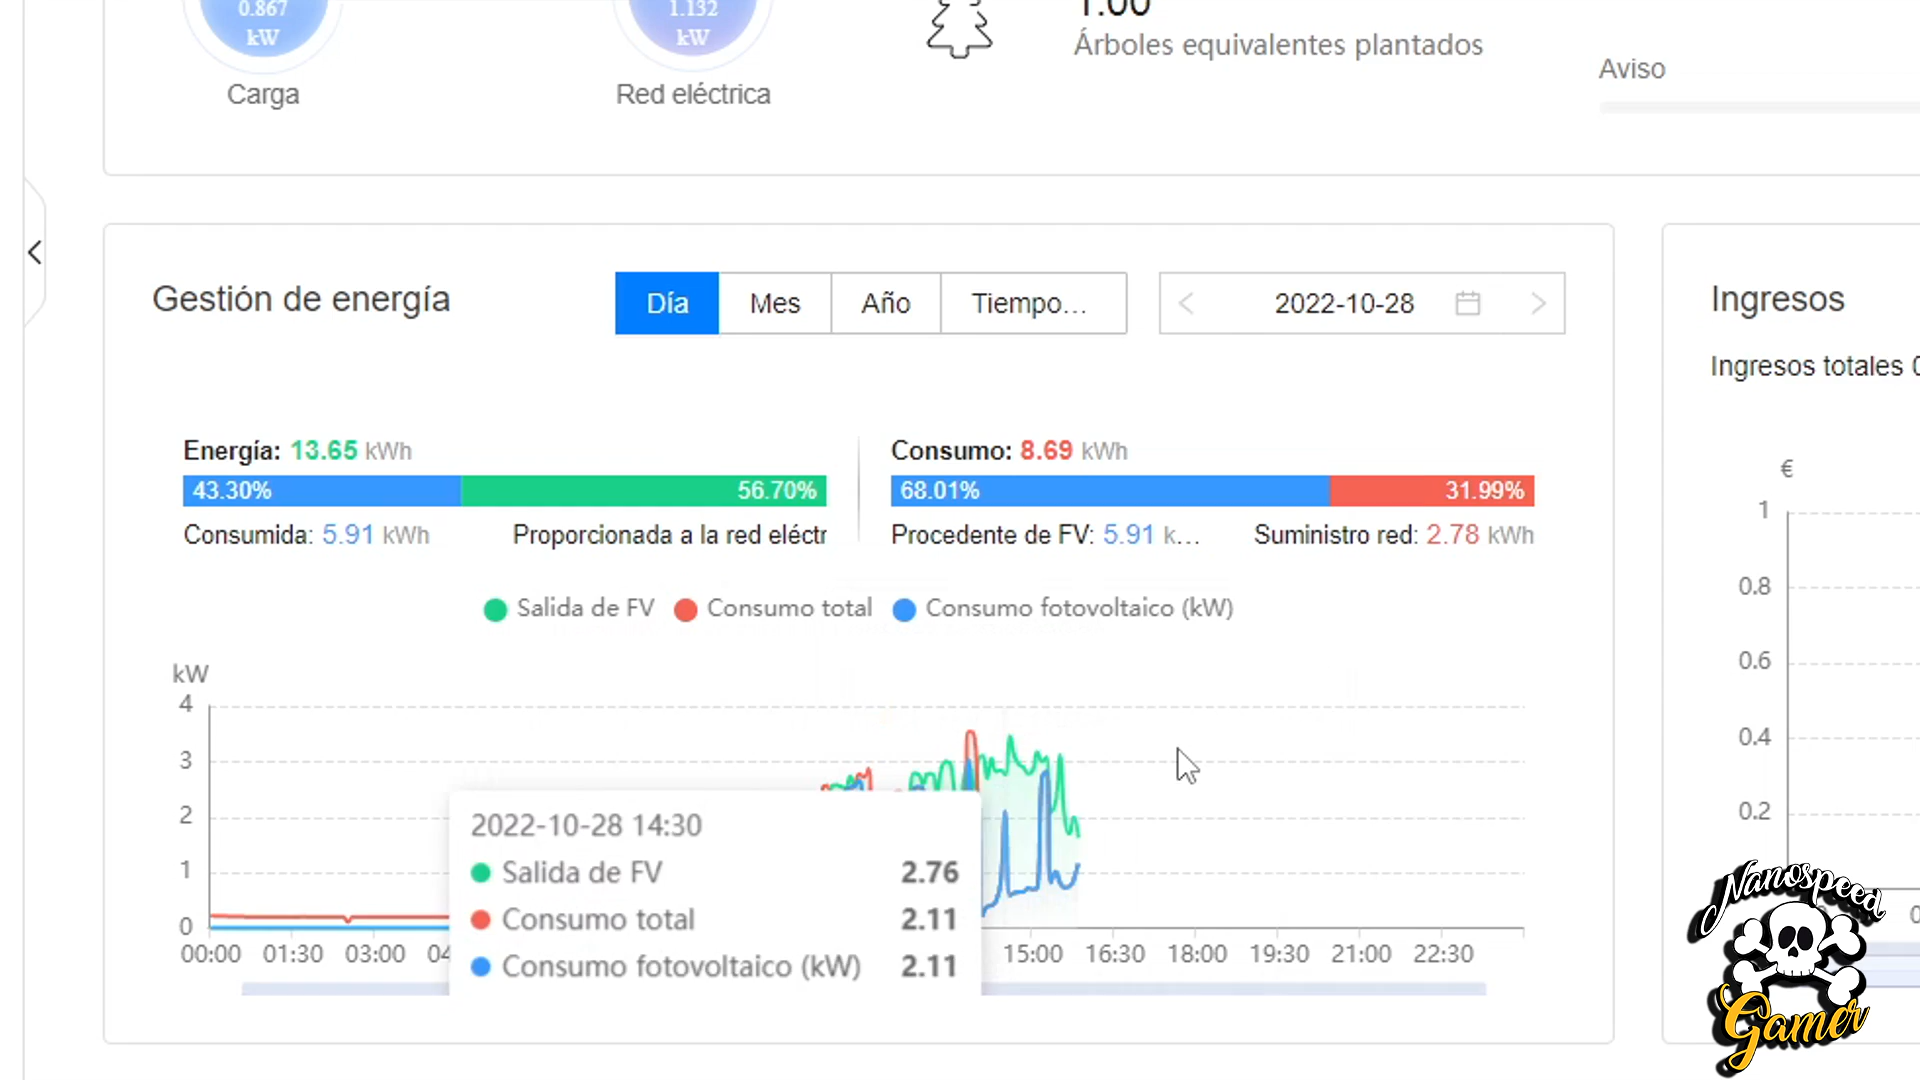 0.867
kW
Carga
1.132
kW
Red eléctrica
1.00
Árboles equivalentes plantados
Aviso
Gestión de energía
Día
Mes
Año
Tiempo...
2022-10-28
Energía: 13.65 kWh
43.30%
56.70%
Consumida: 5.91 kWh
Proporcionada a la red eléctr
Consumo: 8.69 kWh
68.01%
31.99%
Procedente de FV: 5.91 k...
Suministro red: 2.78 kWh
Salida de FV
Consumo total
Consumo fotovoltaico (kW)
kW
4
3
2
1
0
00:00 01:30 03:00 04
15:00 16:30 18:00 19:30 21:00 22:30
2022-10-28 14:30
Salida de FV 2.76
Consumo total 2.11
Consumo fotovoltaico (kW) 2.11
Ingresos
Ingresos totales 0
€
1
0.8
0.6
0.4
0.2
Nanospeed
Gamer